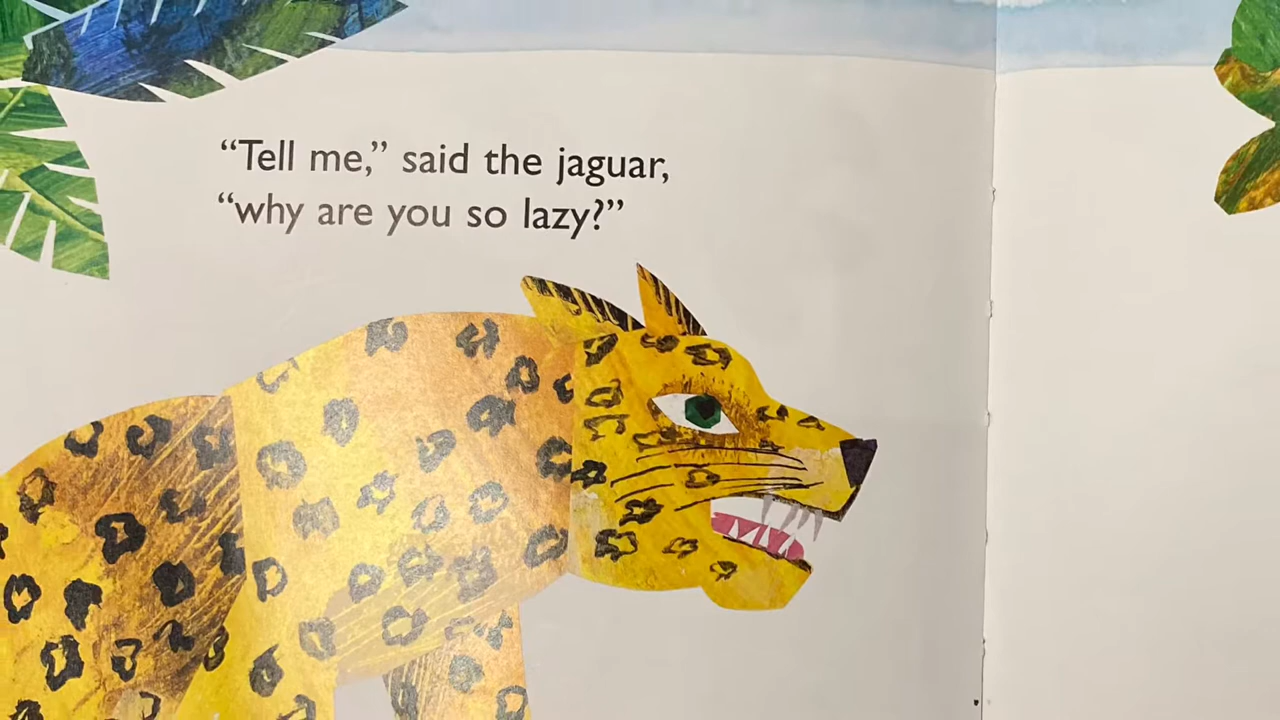 “Tell me,” said the jaguar,
“why are you so lazy?”